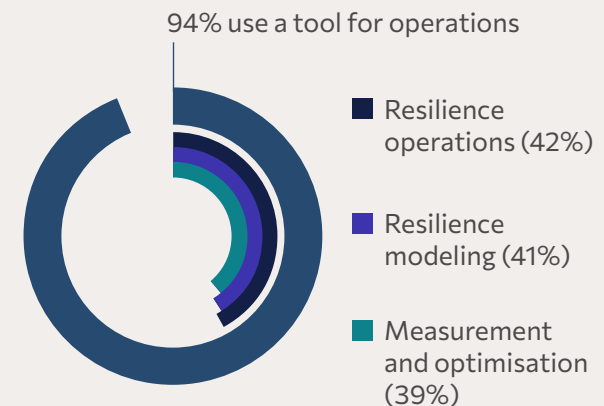 94% use a tool for operations
Resilience
operations (42%)
Resilience
modeling (41%)
Measurement
and optimisation
(39%)